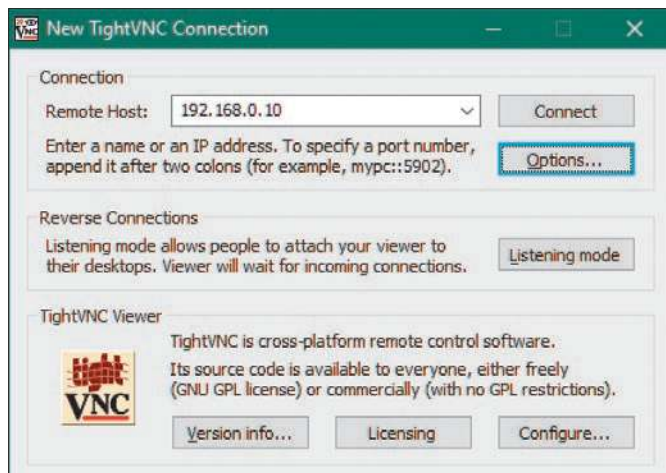 New TightVNC Connection
Connection
Remote Host:
192.168.0.10
Connect
Enter a name or an IP address. To specify a port number,
append it after two colons (for example, mypc::5902).
Options...
Reverse Connections
Listening mode allows people to attach your viewer to
their desktops. Viewer will wait for incoming connections.
Listening mode
TightVNC Viewer
TightVNC is cross-platform remote control software.
Its source code is available to everyone, either freely
(GNU GPL license) or commercially (with no GPL restrictions).
tight
VNC
Version info...
Licensing
Configure...